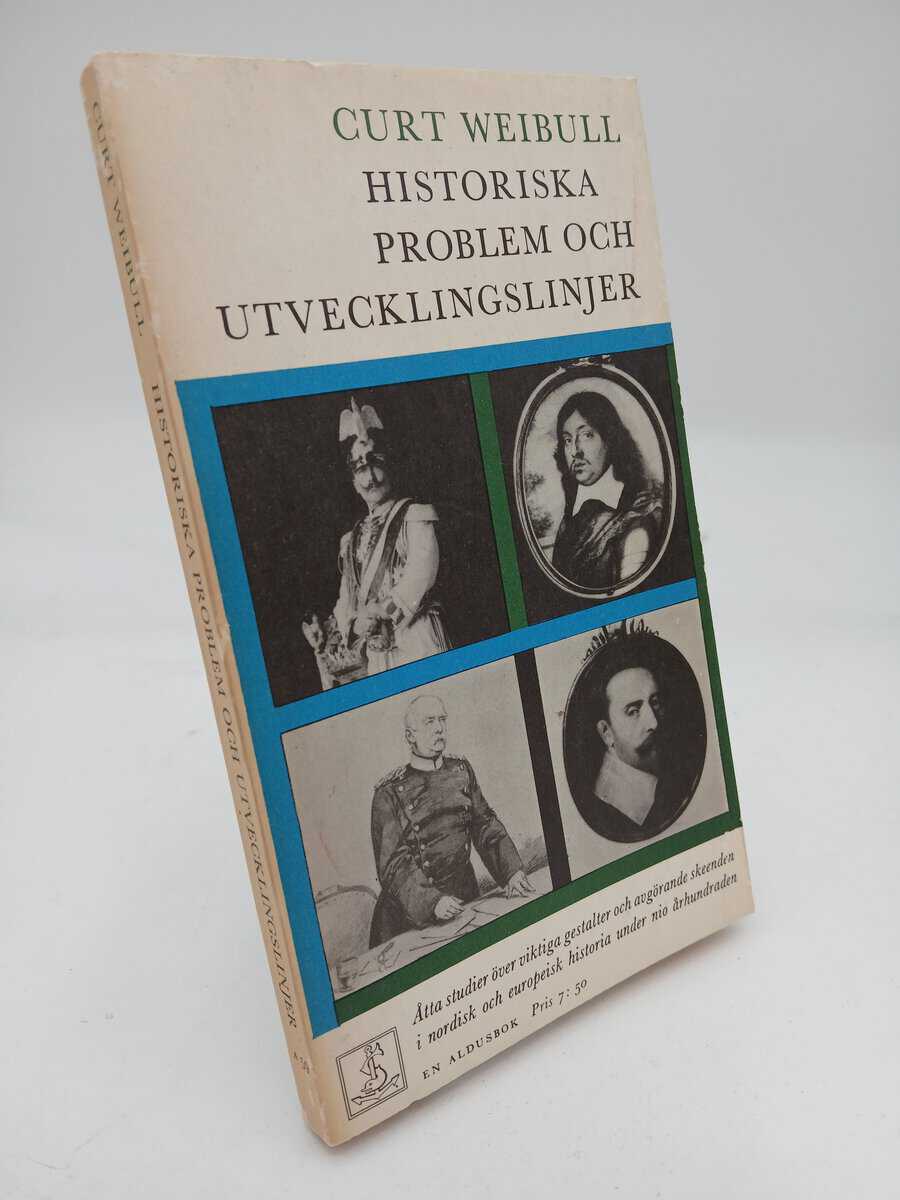 CURT WEIBULL
HISTORISKA
PROBLEM OCH
UTVECKLINGSLINJER
Åtta studier över viktiga gestalter och avgörande skeenden
i nordisk och europeisk historia under nio århundraden
EN ALDUSBOK Pris 7: 50
CURT WEIBULL HISTORISKA PROBLEM OCH UTVECKLINGSLINJER